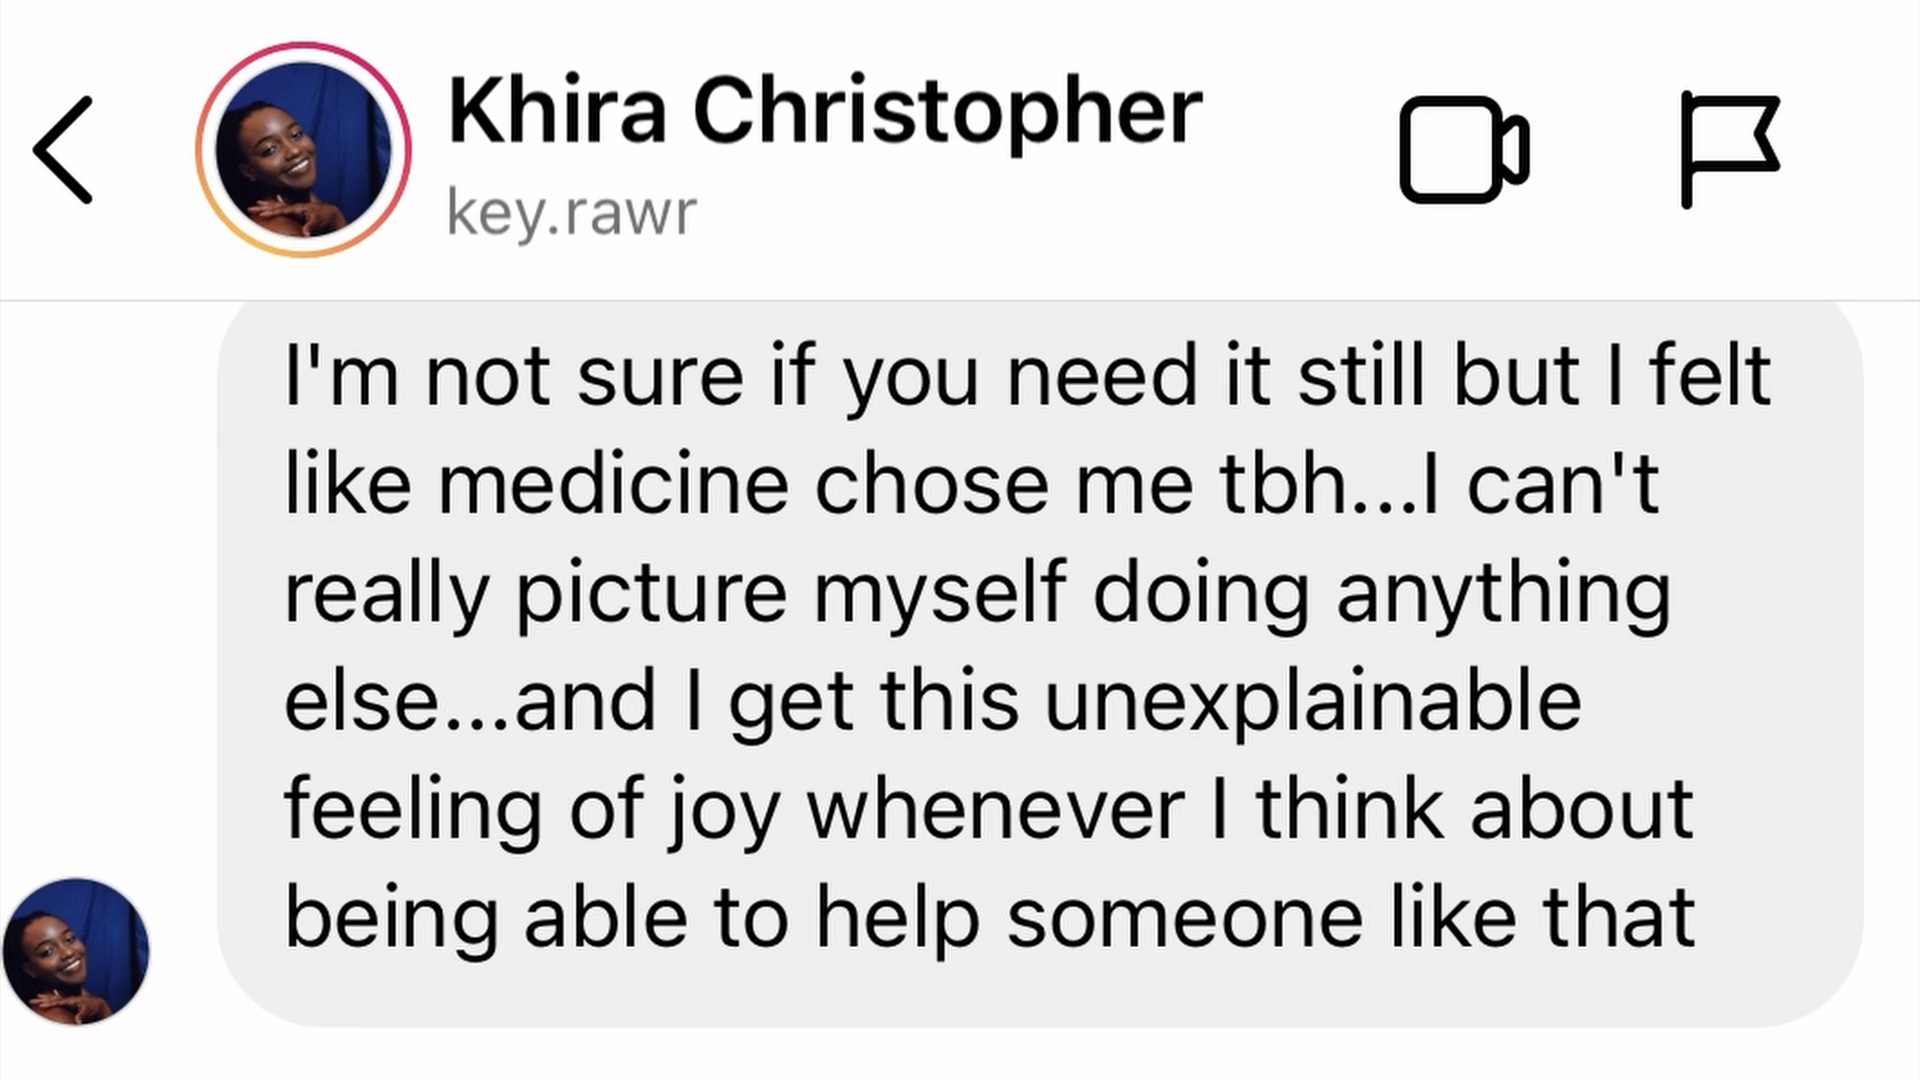 Khira Christopher
key.rawr
I'm not sure if you need it still but I felt
like medicine chose me tbh...I can't
really picture myself doing anything
else...and I get this unexplainable
feeling of joy whenever I think about
being able to help someone like that